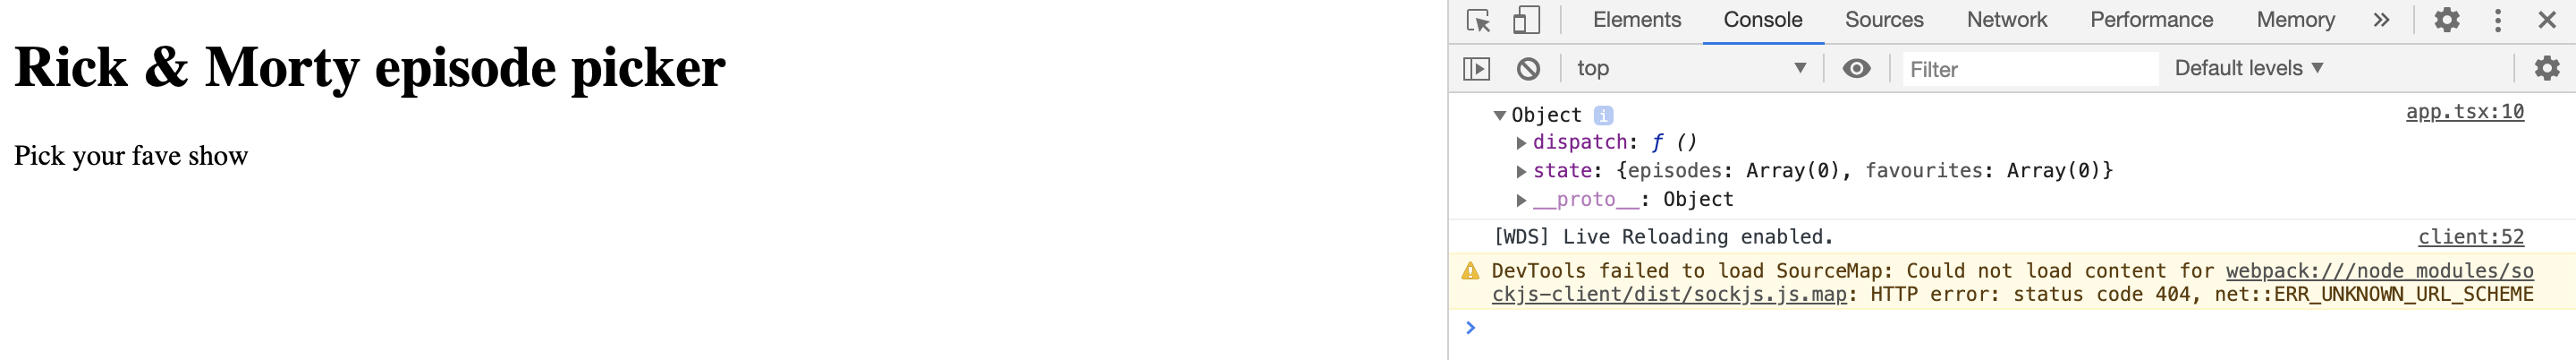 Rick & Morty episode picker
Pick your fave show
Elements Console Sources Network Performance Memory
top Filter Default levels
Object i app.tsx:10
dispatch: ƒ ()
state: {episodes: Array(0), favourites: Array(0)}
__proto__: Object
[WDS] Live Reloading enabled. client:52
DevTools failed to load SourceMap: Could not load content for webpack:///node_modules/so
ckjs-client/dist/sockjs.js.map: HTTP error: status code 404, net::ERR_UNKNOWN_URL_SCHEME